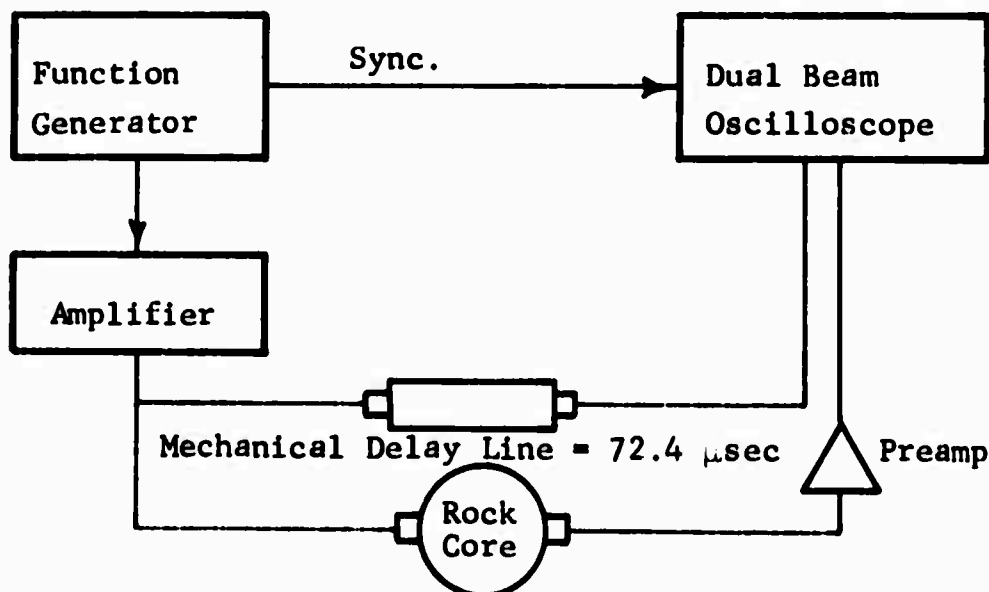 Function
Generator
Sync.
Dual Beam
Oscilloscope
Amplifier
Mechanical Delay Line = 72.4 μsec
Preamp
Rock
Core